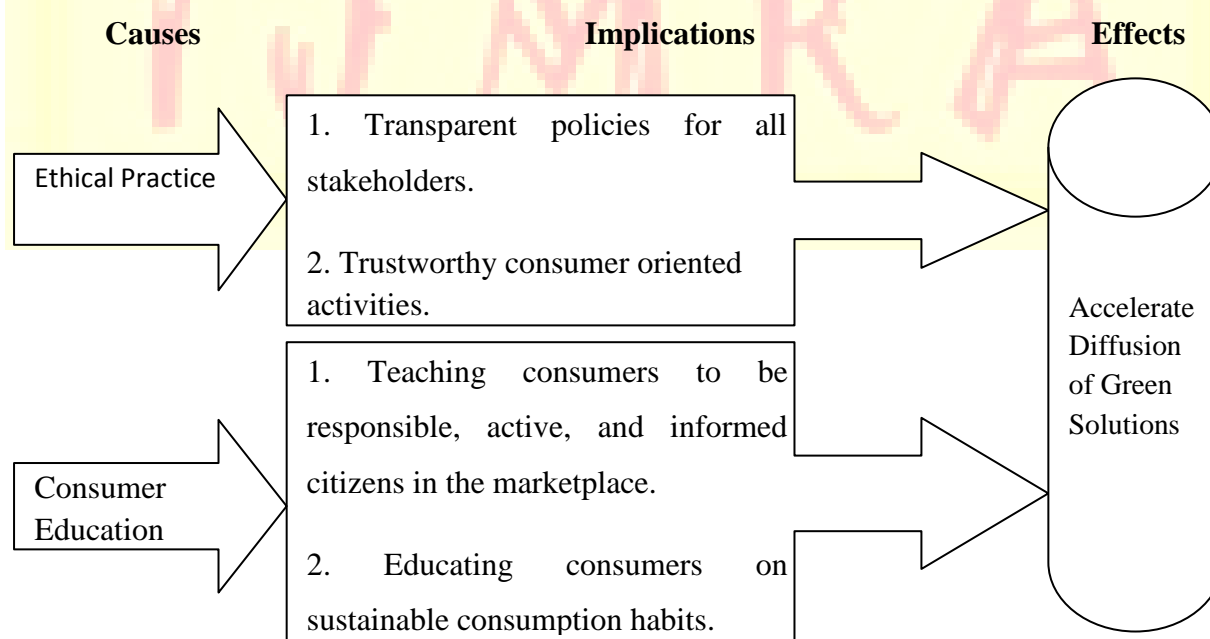 IJMRA
Causes Implications Effects
Ethical Practice
1. Transparent policies for all
stakeholders.
2. Trustworthy consumer oriented
activities.
Consumer
Education
1. Teaching consumers to be
responsible, active, and informed
citizens in the marketplace.
2. Educating consumers on
sustainable consumption habits.
Accelerate
Diffusion
of Green
Solutions